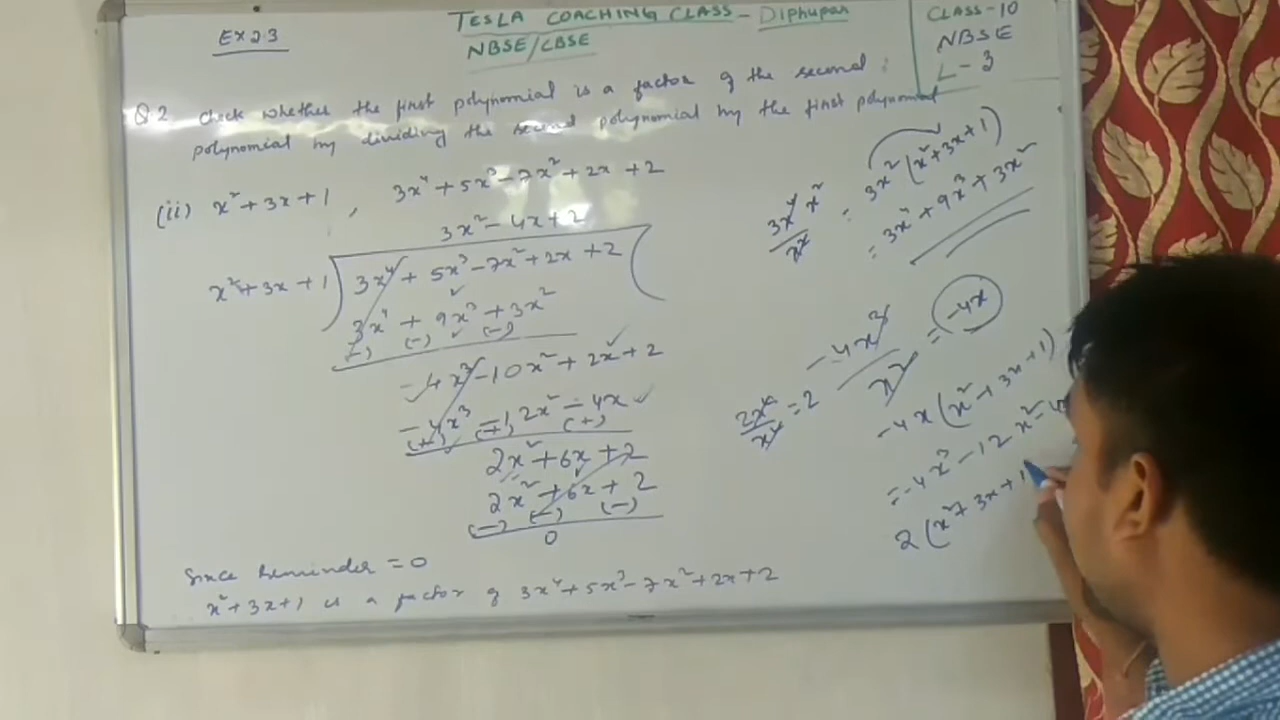 Ex 2.3
TESLA COACHING CLASS - Diphupar
NBSE/CBSE
CLASS-10
NBSE
L-3
Q2 Check whether the first polynomial is a factor of the second
polynomial by dividing the second polynomial by the first polynomial
(ii) x²+3x+1, 3x⁴+5x³-7x²+2x+2
3x²-4x+2
x²+3x+1) 3x⁴+5x³-7x²+2x+2 (
3x⁴+9x³+3x²
(-) (-) (-)
-4x³-10x²+2x+2
-4x³-12x²-4x
(+) (+) (+)
2x²+6x+2
2x²+6x+2
(-) (-) (-)
0
Since Reminder = 0
x²+3x+1 is a factor of 3x⁴+5x³-7x²+2x+2
3x⁴ x²
x²
= 3x²(x²+3x+1)
= 3x⁴+9x³+3x²
-4x³
x²
= -4x
2x²
x²
= 2
-4x(x²+3x+1)
= -4x³-12x²-4x
2(x²+3x+1